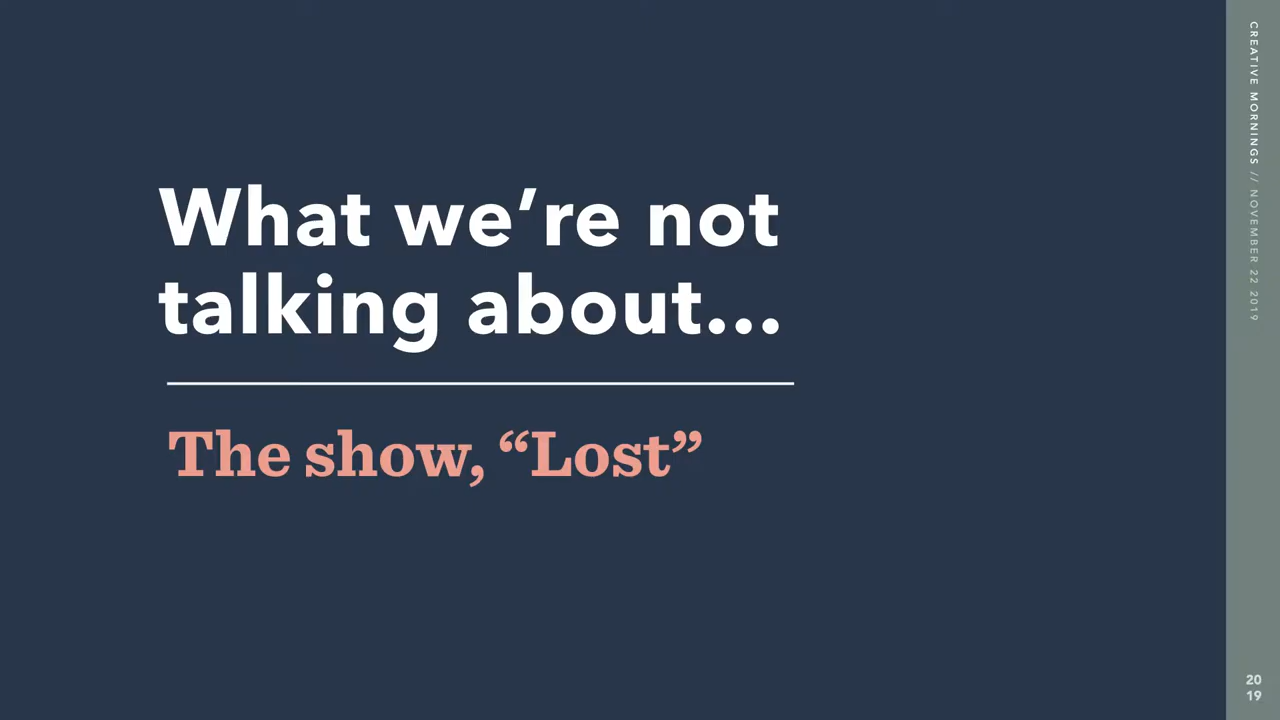 What we’re not
talking about...
The show, “Lost”
CREATIVE MORNINGS // NOVEMBER 22 2019
20
19